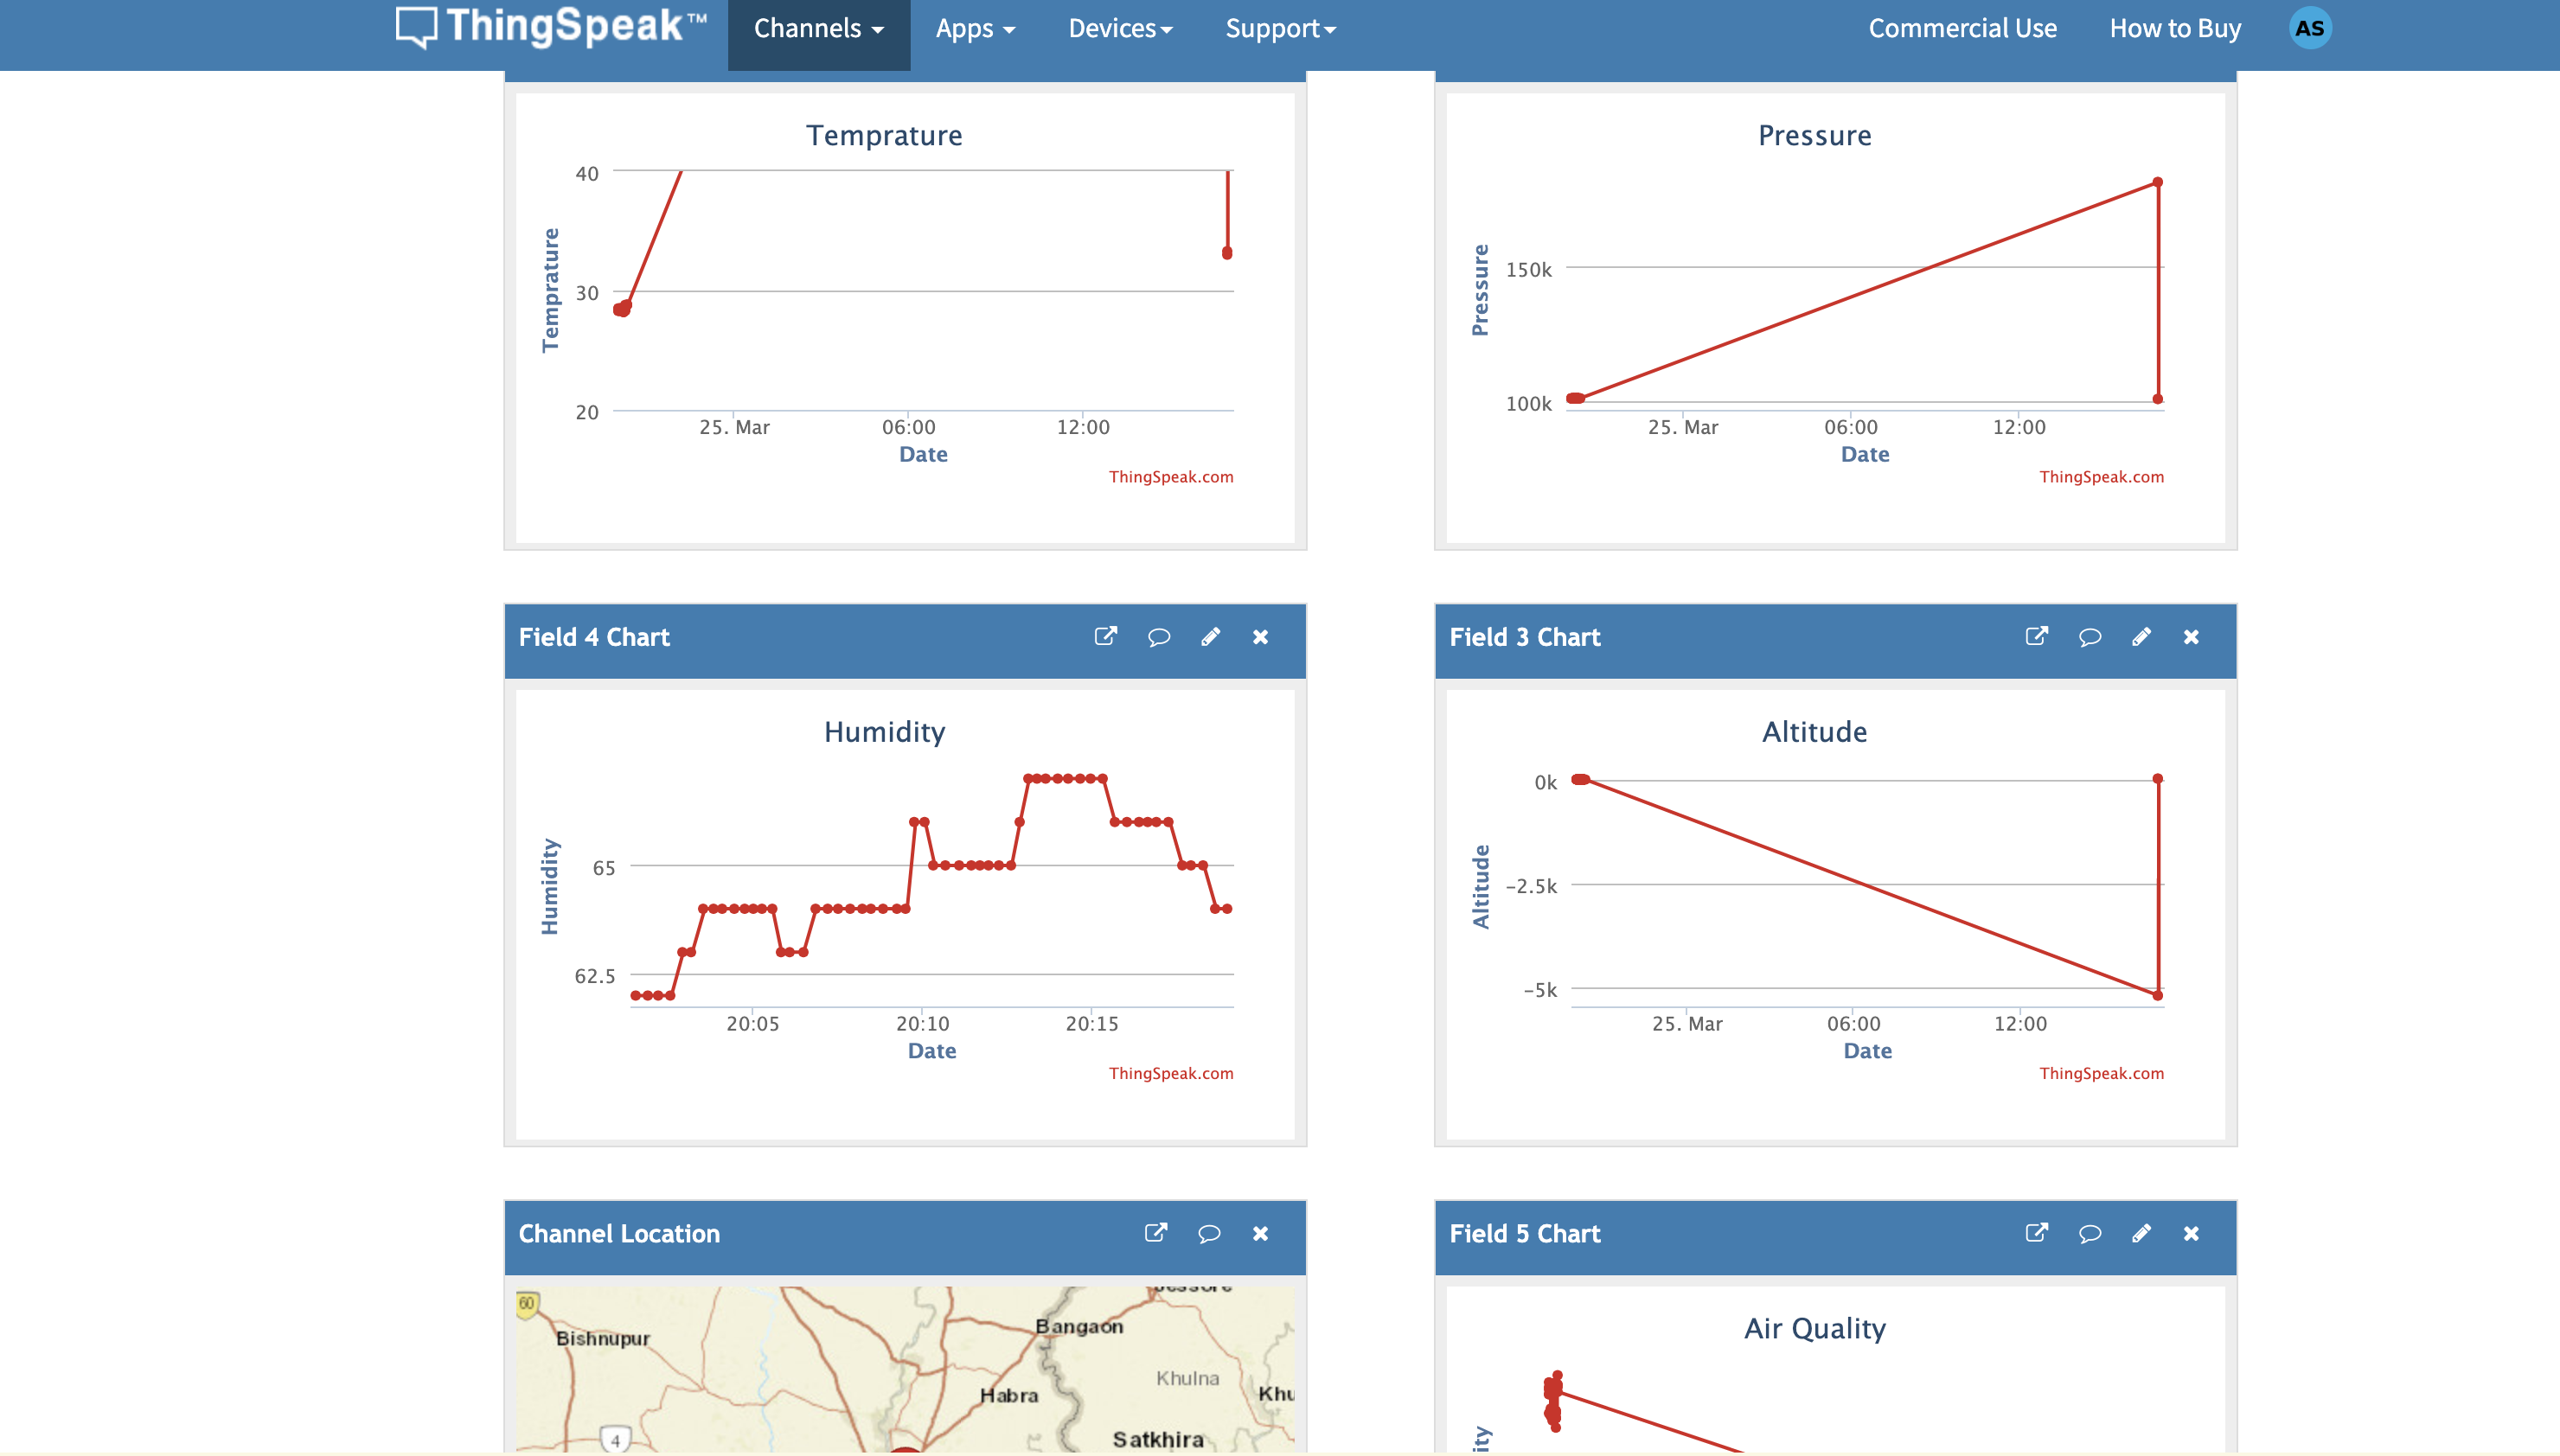 ThingSpeak™ Channels Apps Devices Support Commercial Use How to Buy AS
Temprature
40
30
20
Temprature
25. Mar 06:00 12:00
Date
ThingSpeak.com
Pressure
150k
100k
Pressure
25. Mar 06:00 12:00
Date
ThingSpeak.com
Field 4 Chart
Humidity
65
62.5
Humidity
20:05 20:10 20:15
Date
ThingSpeak.com
Field 3 Chart
Altitude
0k
−2.5k
−5k
Altitude
25. Mar 06:00 12:00
Date
ThingSpeak.com
Channel Location
60
Bishnupur
Bangaon
Khulna
Habra
Khu
4
Satkhira
Field 5 Chart
Air Quality
ity